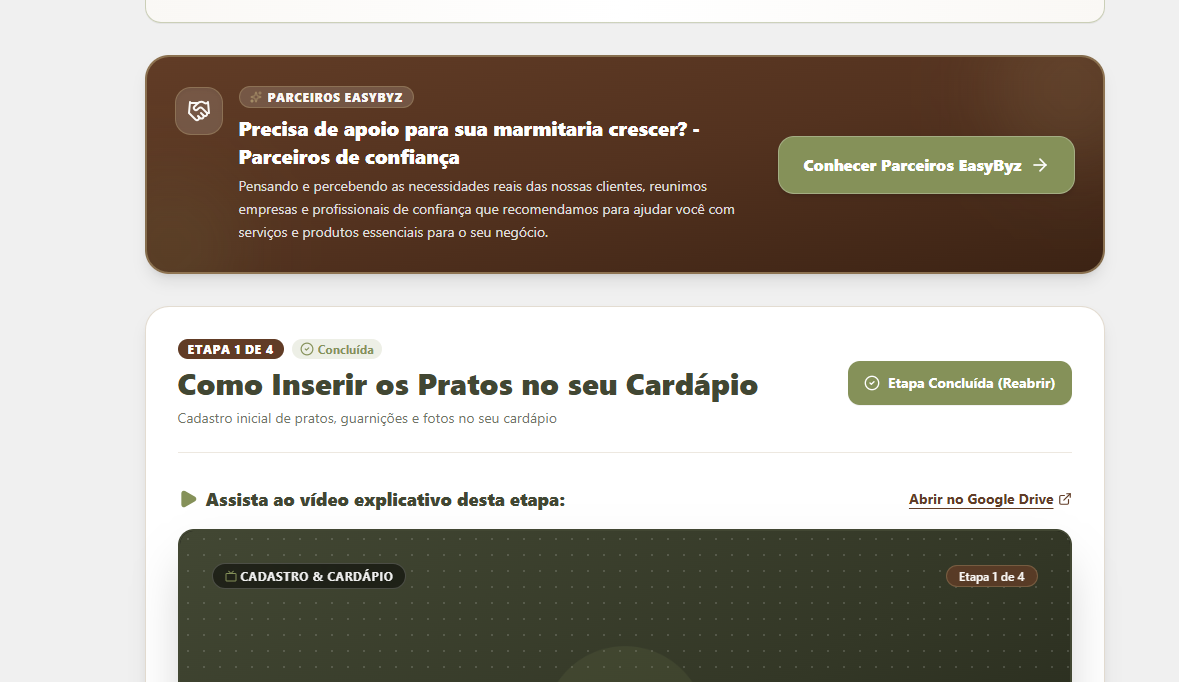 PARCEIROS EASYBYZ
Precisa de apoio para sua marmitaria crescer? -
Parceiros de confiança
Pensando e percebendo as necessidades reais das nossas clientes, reunimos
empresas e profissionais de confiança que recomendamos para ajudar você com
serviços e produtos essenciais para o seu negócio.
Conhecer Parceiros EasyByz
ETAPA 1 DE 4
Concluída
Como Inserir os Pratos no seu Cardápio
Cadastro inicial de pratos, guarnições e fotos no seu cardápio
Etapa Concluída (Reabrir)
Assista ao vídeo explicativo desta etapa:
Abrir no Google Drive
CADASTRO & CARDÁPIO
Etapa 1 de 4